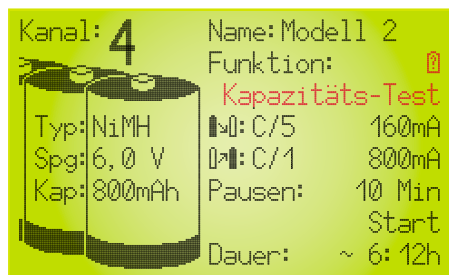 Kanal: 4
Typ: NiMH
Spg: 6,0 V
Kap: 800mAh
Name: Modell 2
Funktion: ?
Kapazitäts-Test
C/5 160mA
C/1 800mA
Pausen: 10 Min
Start
Dauer: ~ 6:12h